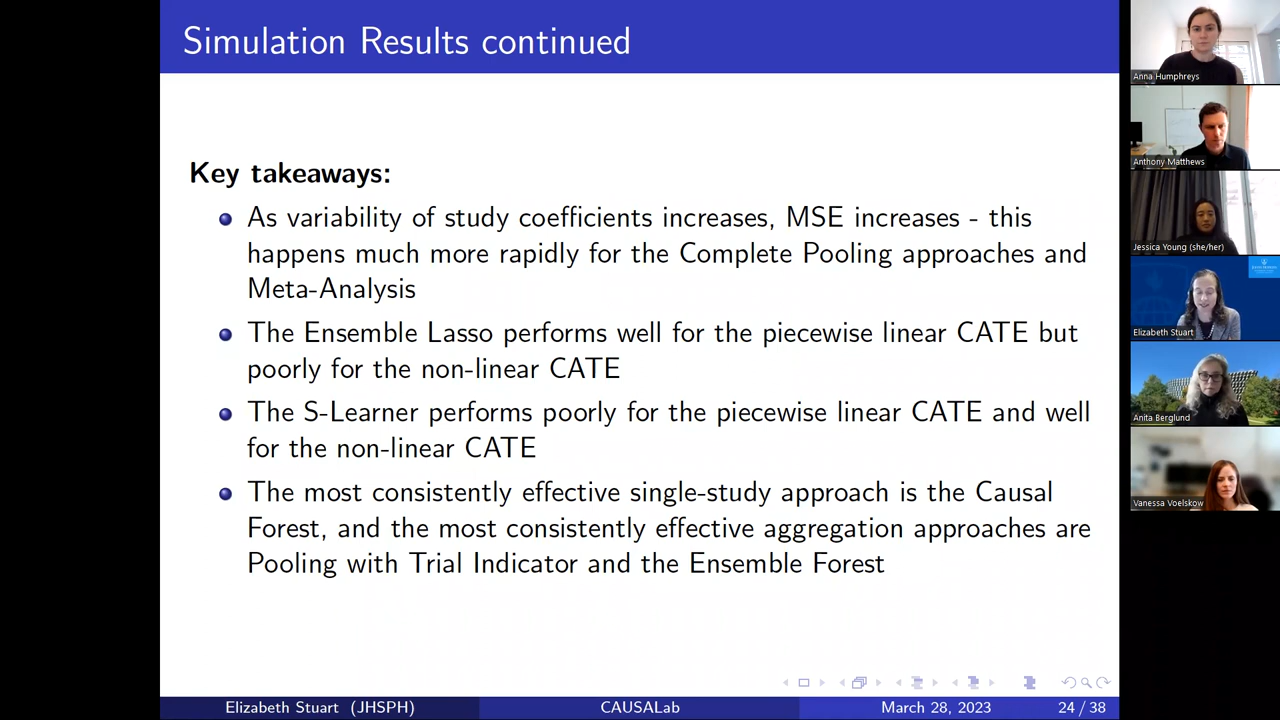 Simulation Results continued
Key takeaways:
As variability of study coefficients increases, MSE increases - this
happens much more rapidly for the Complete Pooling approaches and
Meta-Analysis
The Ensemble Lasso performs well for the piecewise linear CATE but
poorly for the non-linear CATE
The S-Learner performs poorly for the piecewise linear CATE and well
for the non-linear CATE
The most consistently effective single-study approach is the Causal
Forest, and the most consistently effective aggregation approaches are
Pooling with Trial Indicator and the Ensemble Forest
Elizabeth Stuart (JHSPH)
CAUSALab
March 28, 2023
24 / 38
Anna Humphreys
Anthony Matthews
Jessica Young (she/her)
Elizabeth Stuart
Anita Berglund
Vanessa Voelskow